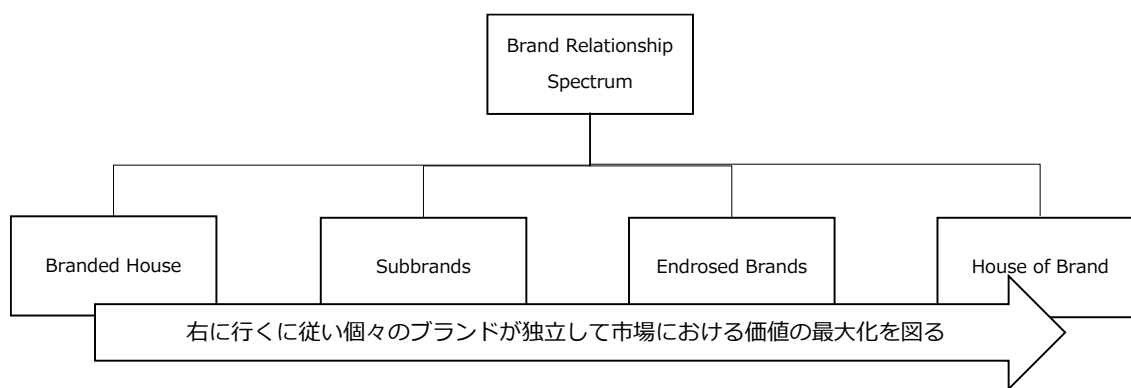 Brand Relationship
Spectrum
Branded House
Subbrands
Endrosed Brands
House of Brand
右に行くに従い個々のブランドが独立して市場における価値の最大化を図る